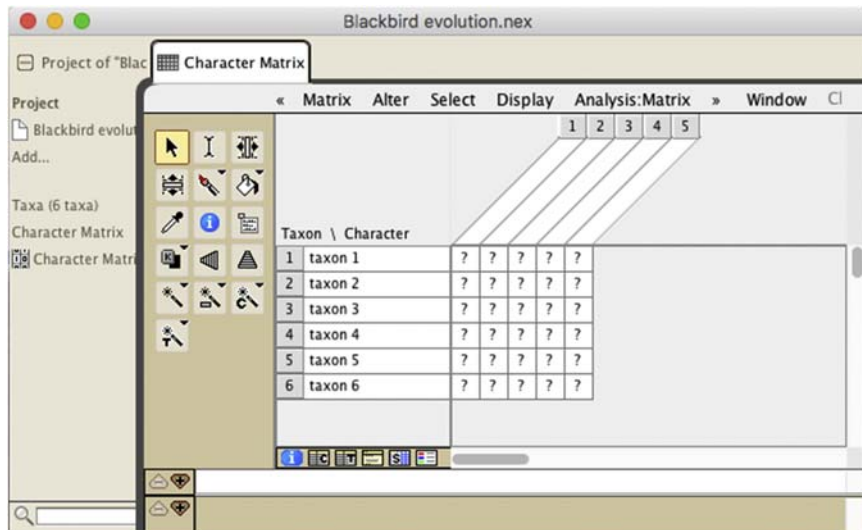 Blackbird evolution.nex
Project of "Blac
Character Matrix
« Matrix Alter Select Display Analysis:Matrix » Window Cl
Project
Blackbird evolut
Add...
Taxa (6 taxa)
Character Matrix
Character Matri
1 2 3 4 5
Taxon \ Character
1 taxon 1 ? ? ? ? ?
2 taxon 2 ? ? ? ? ?
3 taxon 3 ? ? ? ? ?
4 taxon 4 ? ? ? ? ?
5 taxon 5 ? ? ? ? ?
6 taxon 6 ? ? ? ? ?